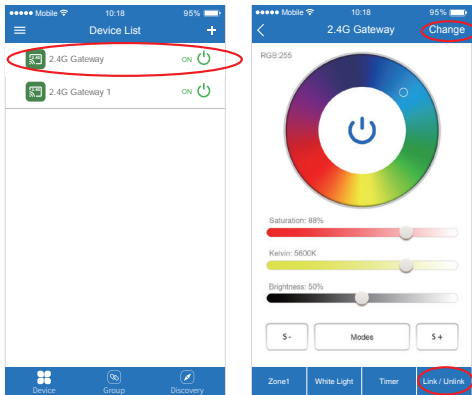 ●●●●● Mobile 10:18 95%
Device List +
2.4G Gateway ON
2.4G Gateway 1 ON
Device Group Discovery
●●●●● Mobile 10:18 95%
2.4G Gateway Change
RGB:255
Saturation: 88%
Kelvin: 5600K
Brightness: 50%
S - Modes S +
Zone1 White Light Timer Link / Unlink